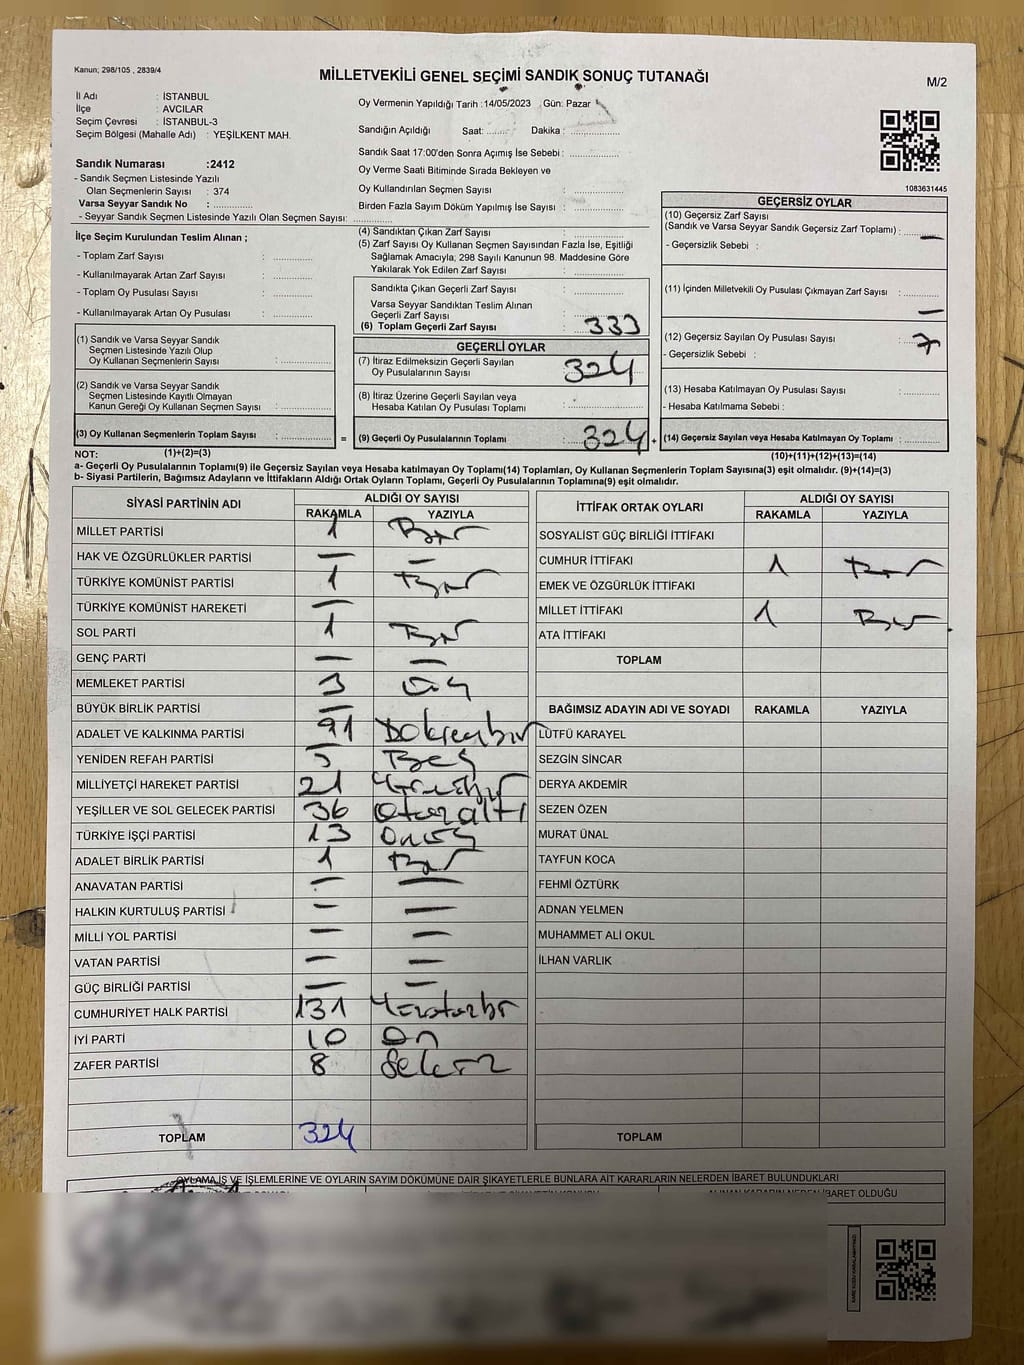 Kanun; 298/105 , 2839/4
MİLLETVEKİLİ GENEL SEÇİMİ SANDIK SONUÇ TUTANAĞI
M/2
İl Adı : İSTANBUL
İlçe : AVCILAR
Seçim Çevresi : İSTANBUL-3
Seçim Bölgesi (Mahalle Adı) : YEŞİLKENT MAH.
Sandık Numarası :2412
- Sandık Seçmen Listesinde Yazılı
Olan Seçmenlerin Sayısı : 374
Varsa Seyyar Sandık No : ..............
- Seyyar Sandık Seçmen Listesinde Yazılı Olan Seçmen Sayısı: ..............
Oy Vermenin Yapıldığı Tarih :14/05/2023 Gün: Pazar
Sandığın Açıldığı Saat: ........ Dakika : ..............
Sandık Saat 17:00'den Sonra Açımış İse Sebebi : ..............
Oy Verme Saati Bitiminde Sırada Bekleyen ve
Oy Kullandırılan Seçmen Sayısı : ..............
Birden Fazla Sayım Döküm Yapılmış İse Sayısı : ..............
1083631445
İlçe Seçim Kurulundan Teslim Alınan ;
- Toplam Zarf Sayısı : ..............
- Kullanılmayarak Artan Zarf Sayısı : ..............
- Toplam Oy Pusulası Sayısı : ..............
- Kullanılmayarak Artan Oy Pusulası : ..............
(4) Sandıktan Çıkan Zarf Sayısı : ..............
(5) Zarf Sayısı Oy Kullanan Seçmen Sayısından Fazla İse, Eşitliği
Sağlamak Amacıyla; 298 Sayılı Kanunun 98. Maddesine Göre
Yakılarak Yok Edilen Zarf Sayısı : ..............
Sandıkta Çıkan Geçerli Zarf Sayısı : ..............
Varsa Seyyar Sandıktan Teslim Alınan
Geçerli Zarf Sayısı : ..............
(6) Toplam Geçerli Zarf Sayısı : 333
GEÇERSİZ OYLAR
(10) Geçersiz Zarf Sayısı
(Sandık ve Varsa Seyyar Sandık Geçersiz Zarf Toplamı) : —
- Geçersizlik Sebebi :
(11) İçinden Milletvekili Oy Pusulası Çıkmayan Zarf Sayısı : —
(12) Geçersiz Sayılan Oy Pusulası Sayısı : 7
- Geçersizlik Sebebi :
(13) Hesaba Katılmayan Oy Pusulası Sayısı : ..............
- Hesaba Katılmama Sebebi :
(14) Geçersiz Sayılan veya Hesaba Katılmayan Oy Toplamı : ..............
(1) Sandık ve Varsa Seyyar Sandık
Seçmen Listesinde Yazılı Olup
Oy Kullanan Seçmenlerin Sayısı : ..............
(2) Sandık ve Varsa Seyyar Sandık
Seçmen Listesinde Kayıtlı Olmayan
Kanun Gereği Oy Kullanan Seçmen Sayısı : ..............
(3) Oy Kullanan Seçmenlerin Toplam Sayısı : .............. =
GEÇERLİ OYLAR
(7) İtiraz Edilmeksizin Geçerli Sayılan
Oy Pusulalarının Sayısı : 324
(8) İtiraz Üzerine Geçerli Sayılan veya
Hesaba Katılan Oy Pusulası Toplamı : ..............
(9) Geçerli Oy Pusulalarının Toplamı : 324 +
NOT: (1)+(2)=(3) (10)+(11)+(12)+(13)=(14)
a- Geçerli Oy Pusulalarının Toplamı(9) ile Geçersiz Sayılan veya Hesaba katılmayan Oy Toplamı(14) Toplamları, Oy Kullanan Seçmenlerin Toplam Sayısına(3) eşit olmalıdır. (9)+(14)=(3)
b- Siyasi Partilerin, Bağımsız Adayların ve İttifakların Aldığı Ortak Oyların Toplamı, Geçerli Oy Pusulalarının Toplamına(9) eşit olmalıdır.
SİYASİ PARTİNİN ADI ALDIĞI OY SAYISI
RAKAMLA YAZIYLA
MİLLET PARTİSİ 1 Bir
HAK VE ÖZGÜRLÜKLER PARTİSİ — —
TÜRKİYE KOMÜNİST PARTİSİ 1 Bir
TÜRKİYE KOMÜNİST HAREKETİ —
SOL PARTİ 1 Bir
GENÇ PARTİ — —
MEMLEKET PARTİSİ 3
BÜYÜK BİRLİK PARTİSİ —
ADALET VE KALKINMA PARTİSİ 91 Doksanbir
YENİDEN REFAH PARTİSİ 5 Beş
MİLLİYETÇİ HAREKET PARTİSİ 21 Yirmibir
YEŞİLLER VE SOL GELECEK PARTİSİ 36 Otuzaltı
TÜRKİYE İŞÇİ PARTİSİ 13 Onüç
ADALET BİRLİK PARTİSİ 1 Bir
ANAVATAN PARTİSİ — —
HALKIN KURTULUŞ PARTİSİ — —
MİLLİ YOL PARTİSİ — —
VATAN PARTİSİ — —
GÜÇ BİRLİĞİ PARTİSİ — —
CUMHURİYET HALK PARTİSİ 131 Yüzotuzbir
İYİ PARTİ 10 On
ZAFER PARTİSİ 8 Sekiz
TOPLAM 324
İTTİFAK ORTAK OYLARI ALDIĞI OY SAYISI
RAKAMLA YAZIYLA
SOSYALİST GÜÇ BİRLİĞİ İTTİFAKI
CUMHUR İTTİFAKI 1 Bir
EMEK VE ÖZGÜRLÜK İTTİFAKI
MİLLET İTTİFAKI 1 Bir
ATA İTTİFAKI
TOPLAM
BAĞIMSIZ ADAYIN ADI VE SOYADI RAKAMLA YAZIYLA
LÜTFÜ KARAYEL
SEZGİN SİNCAR
DERYA AKDEMİR
SEZEN ÖZEN
MURAT ÜNAL
TAYFUN KOCA
FEHMİ ÖZTÜRK
ADNAN YELMEN
MUHAMMET ALİ OKUL
İLHAN VARLIK
TOPLAM
OYLAMA İŞ VE İŞLEMLERİNE VE OYLARIN SAYIM DÖKÜMÜNE DAİR ŞİKAYETLERLE BUNLARA AİT KARARLARIN NELERDEN İBARET BULUNDUKLARI
ALINAN KARARIN NEDEN İBARET OLDUĞU